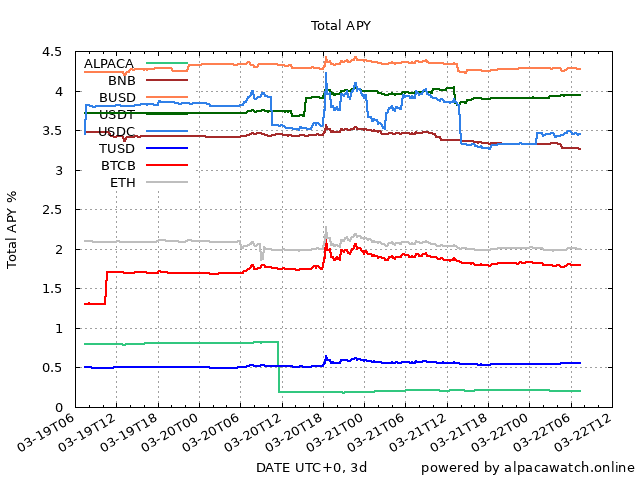 Total APY
Total APY %
4.5
4
3.5
3
2.5
2
1.5
1
0.5
0
ALPACA
BNB
BUSD
USDT
USDC
TUSD
BTCB
ETH
03-19T06
03-19T12
03-19T18
03-20T00
03-20T06
03-20T12
03-20T18
03-21T00
03-21T06
03-21T12
03-21T18
03-22T00
03-22T06
03-22T12
DATE UTC+0, 3d
powered by alpacawatch.online